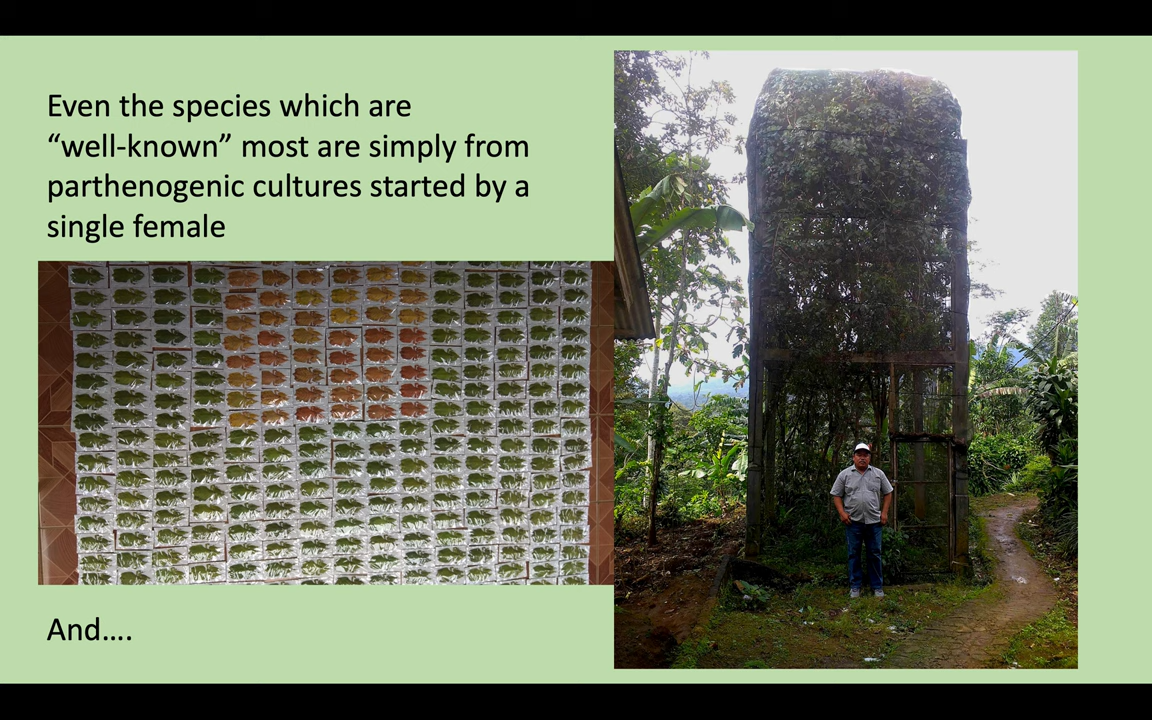 Even the species which are
“well-known” most are simply from
parthenogenic cultures started by a
single female
And….